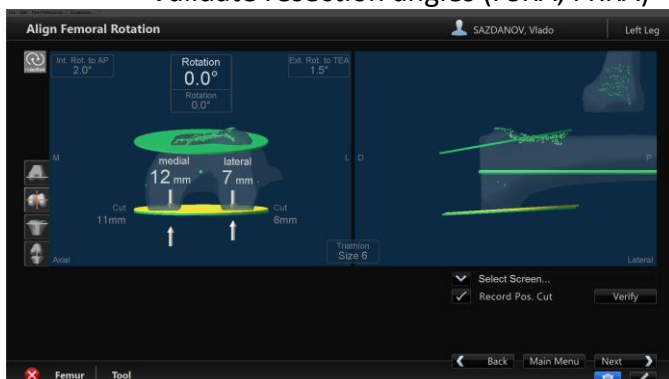 Validate resection angles (FCRA, FRRA)
Align Femoral Rotation
SAZDANOV, Vlado
Left Leg
Int. Rot. to AP
2.0°
Rotation
0.0°
Rotation
0.0°
Ext. Rot. to TEA
1.5°
M
L
D
P
medial
12 mm
lateral
7 mm
Cut
11mm
Cut
6mm
Axial
Triathlon
Size 6
Lateral
Select Screen...
Record Pos. Cut
Verify
Back
Main Menu
Next
Femur
Tool